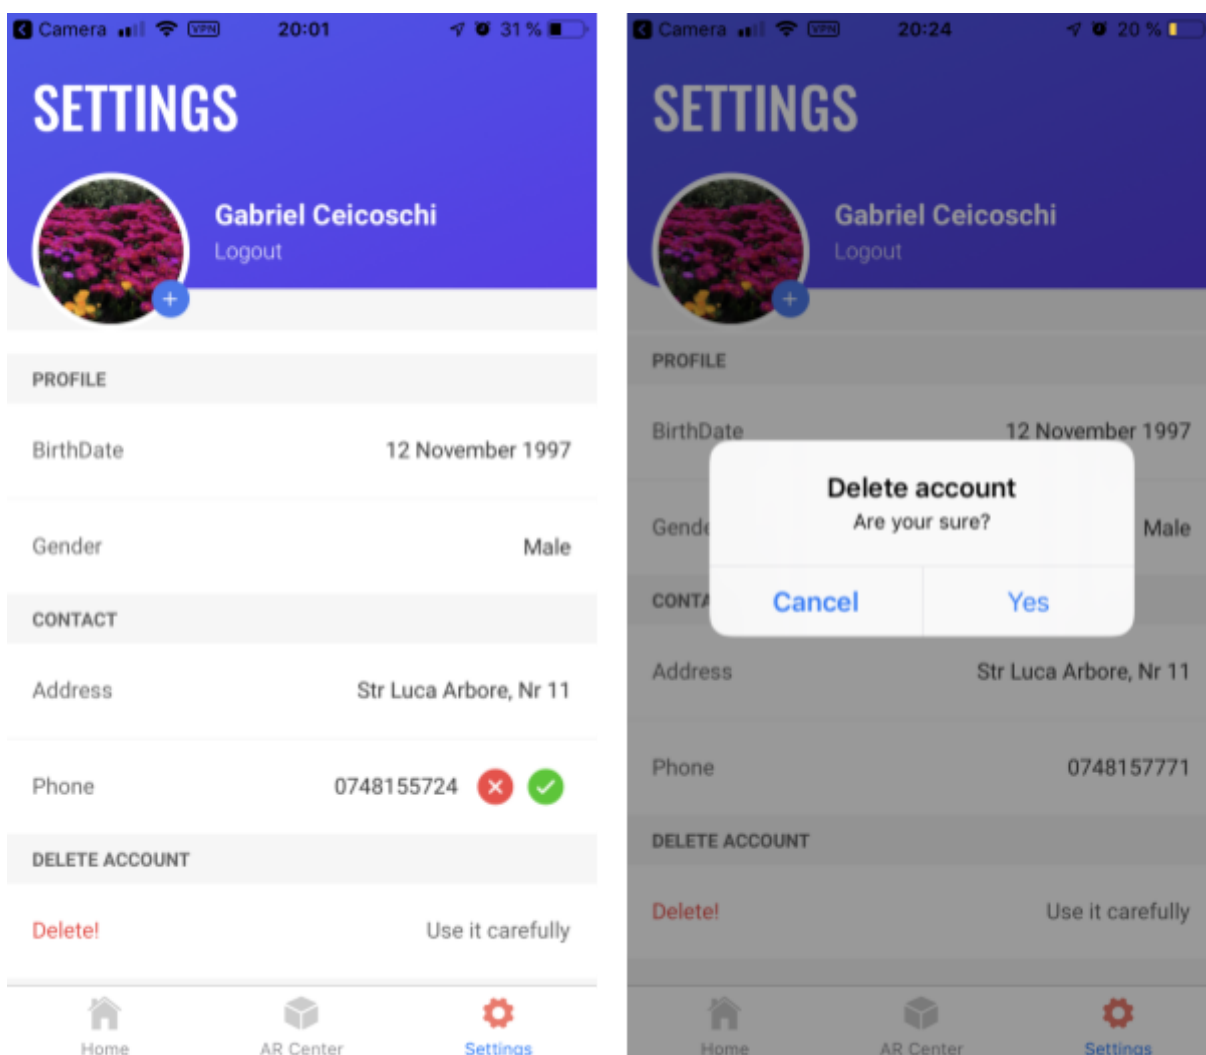 Camera VPN 20:01 31 %
SETTINGS
Gabriel Ceicoschi
Logout
PROFILE
BirthDate 12 November 1997
Gender Male
CONTACT
Address Str Luca Arbore, Nr 11
Phone 0748155724
DELETE ACCOUNT
Delete! Use it carefully
Home AR Center Settings
Camera VPN 20:24 20 %
SETTINGS
Gabriel Ceicoschi
Logout
PROFILE
BirthDate 12 November 1997
Delete account
Are your sure?
Gende Male
Cancel Yes
CONTA
Address Str Luca Arbore, Nr 11
Phone 0748157771
DELETE ACCOUNT
Delete! Use it carefully
Home AR Center Settings